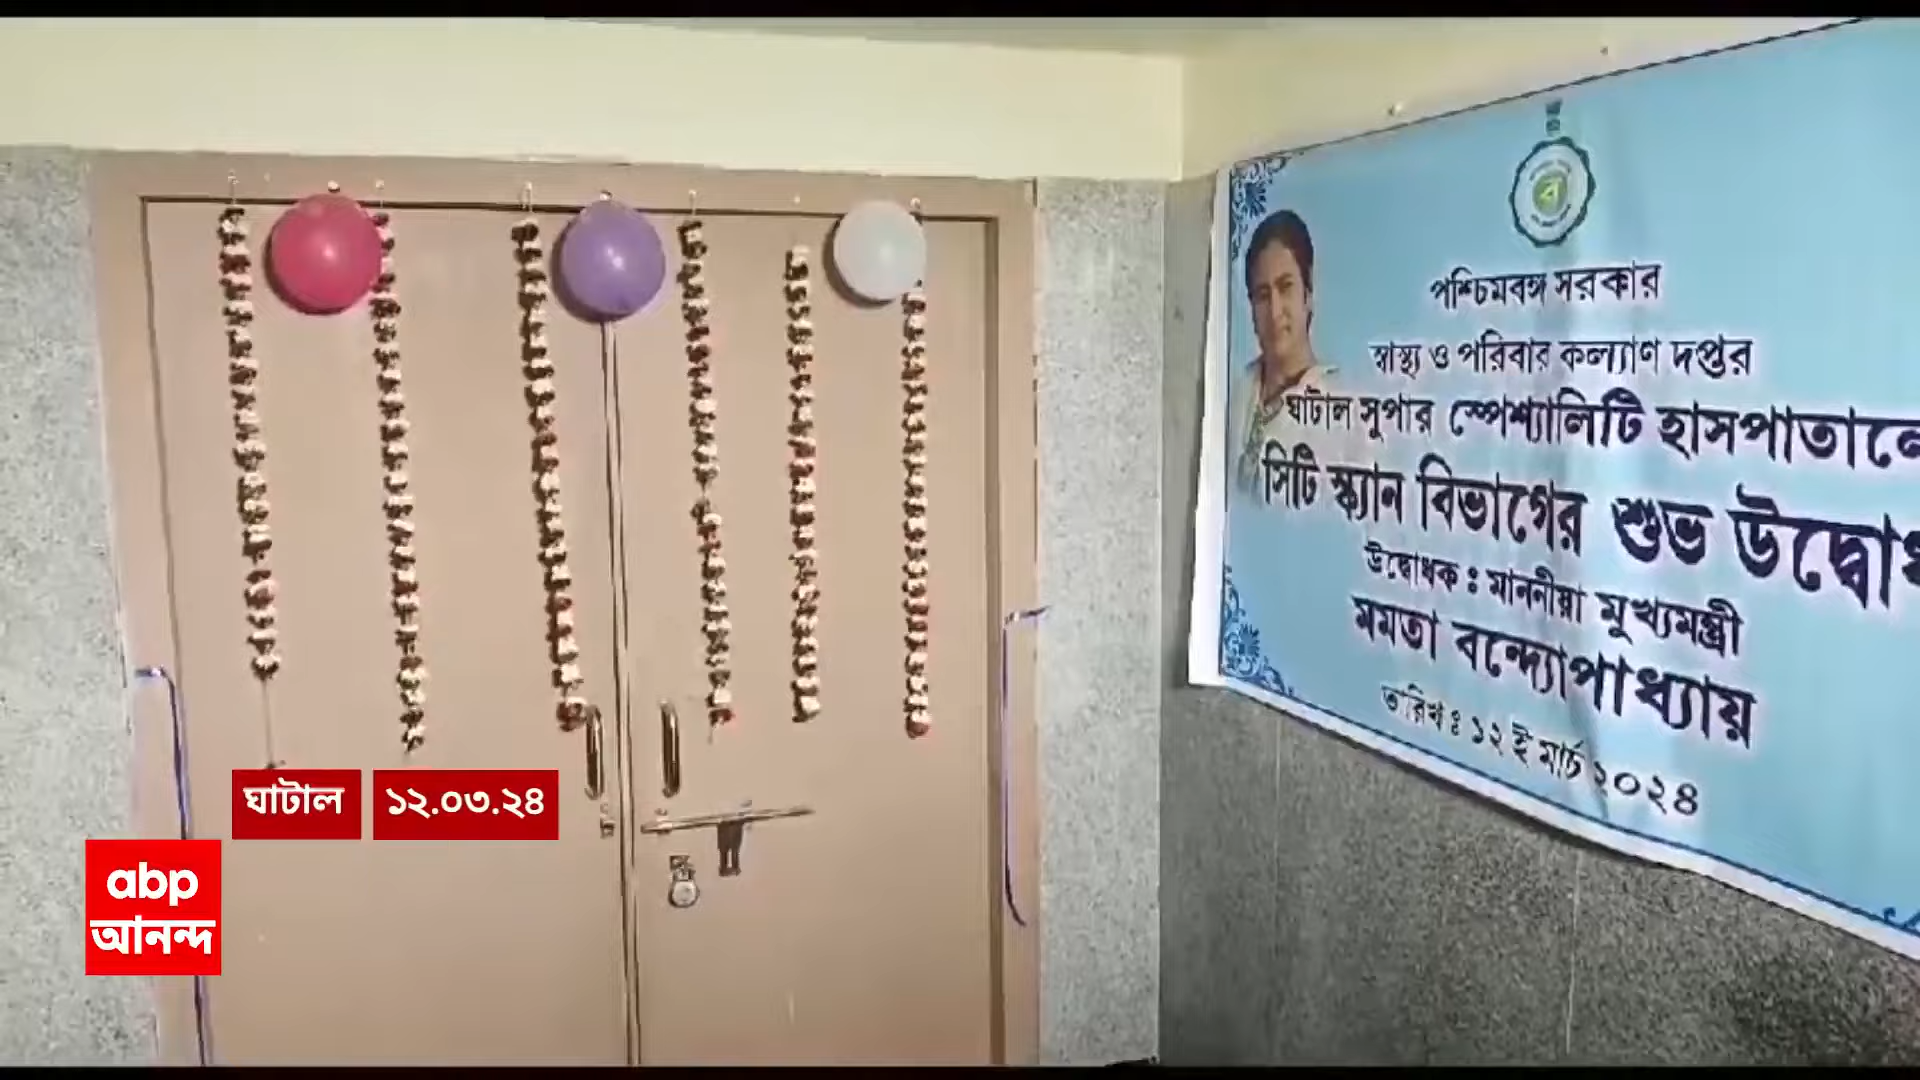 পশ্চিমবঙ্গ সরকার
স্বাস্থ্য ও পরিবার কল্যাণ দপ্তর
ঘাটাল সুপার স্পেশ্যালিটি হাসপাতালে
সিটি স্ক্যান বিভাগের শুভ উদ্বোধ
উদ্বোধক : মাননীয়া মুখ্যমন্ত্রী
মমতা বন্দ্যোপাধ্যায়
তারিখ : ১২ ই মার্চ ২০২৪
ঘাটাল ১২.০৩.২৪
abp
আনন্দ